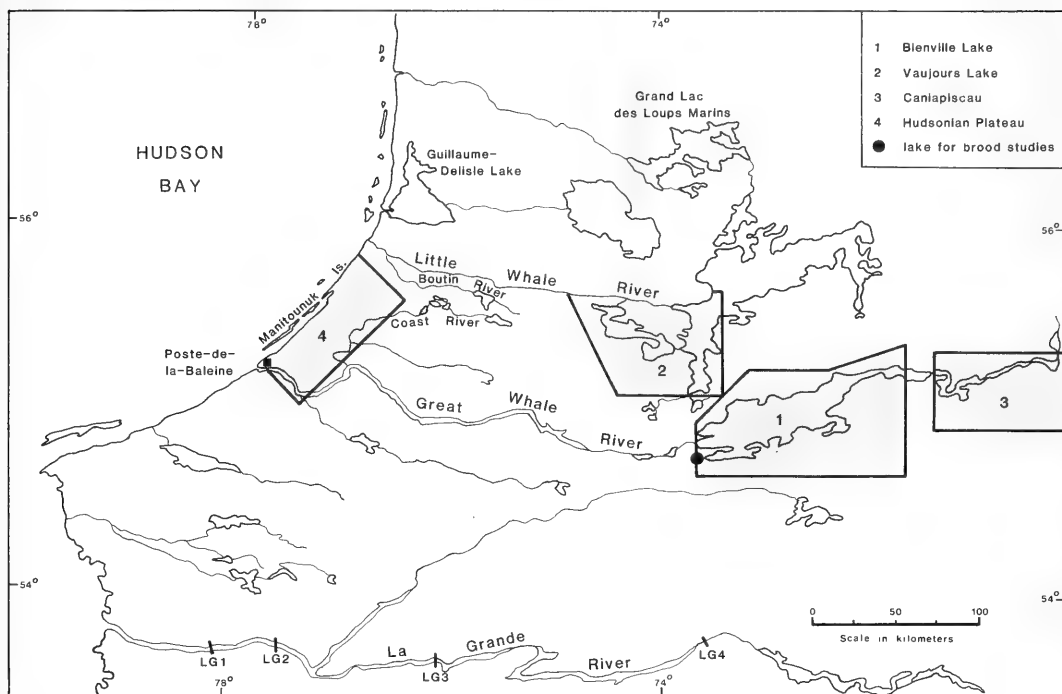 78°
74°
1 Bienville Lake
2 Vaujours Lake
3 Caniapiscau
4 Hudsonian Plateau
lake for brood studies
Grand Lac
des Loups Marins
HUDSON
BAY
Guillaume-
Delisle Lake
56°
56°
Little Whale River
Boutin River
Manitounuk Is.
Coast River
4
2
Poste-de-
la-Baleine
3
1
Great Whale River
54°
54°
0 50 100
Scale in kilometers
LG1
LG2
La Grande River
LG3
LG4
78°
74°